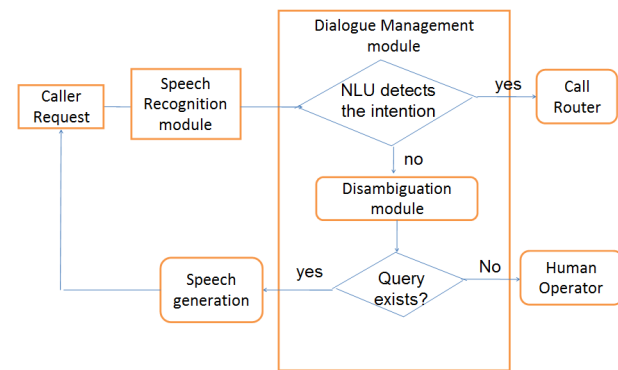 Dialogue Management
module
Caller
Request
Speech
Recognition
module
NLU detects
the intention
yes
Call
Router
no
Disambiguation
module
Speech
generation
yes
Query
exists?
No
Human
Operator